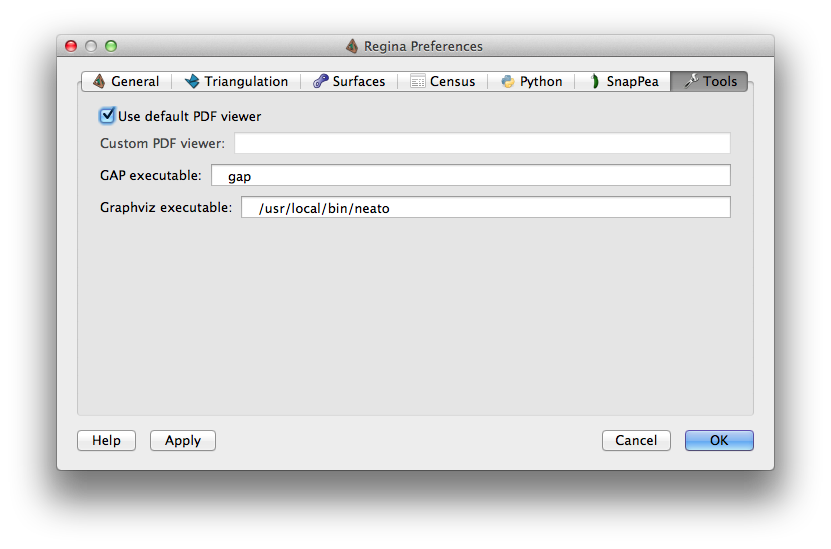 Regina Preferences
General Triangulation Surfaces Census Python SnapPea Tools
Use default PDF viewer
Custom PDF viewer:
GAP executable: gap
Graphviz executable: /usr/local/bin/neato
Help Apply Cancel OK